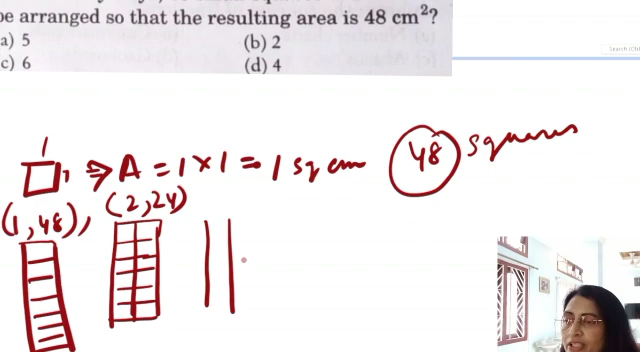 be arranged so that the resulting area is 48 cm²?
a) 5 (b) 2
c) 6 (d) 4
1
1 ⇒ A = 1 × 1 = 1 sq cm 48 squares
(1, 48), (2, 24)